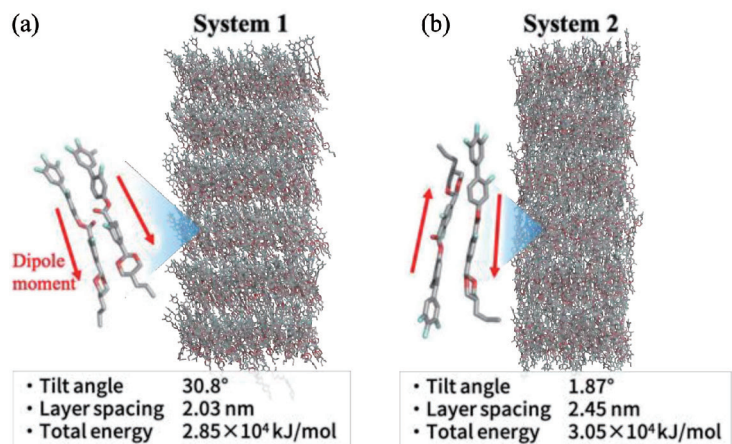 (a)
System 1
Dipole
moment
・Tilt angle 30.8°
・Layer spacing 2.03 nm
・Total energy 2.85×10⁴ kJ/mol
(b)
System 2
・Tilt angle 1.87°
・Layer spacing 2.45 nm
・Total energy 3.05×10⁴ kJ/mol